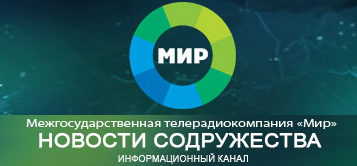 МИР
Межгосударственная телерадиокомпания «Мир»
НОВОСТИ СОДРУЖЕСТВА
ИНФОРМАЦИОННЫЙ КАНАЛ